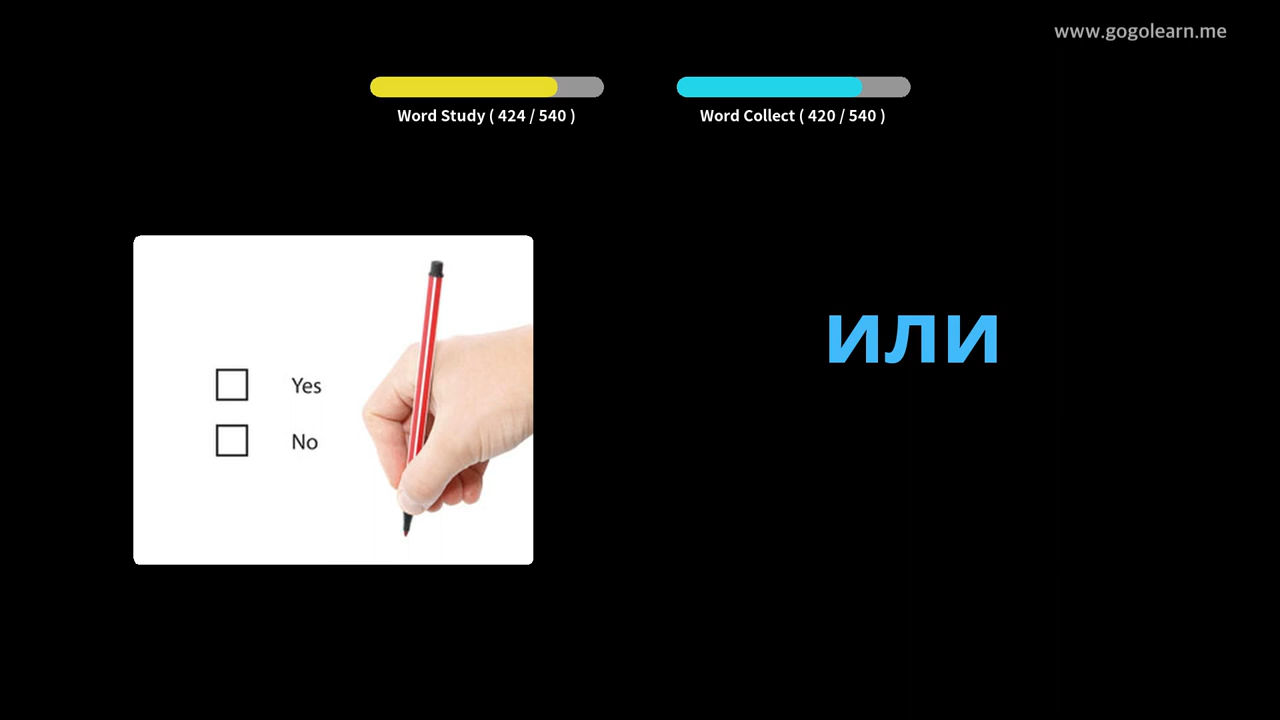 www.gogolearn.me
Word Study ( 424 / 540 )
Word Collect ( 420 / 540 )
или
Yes
No